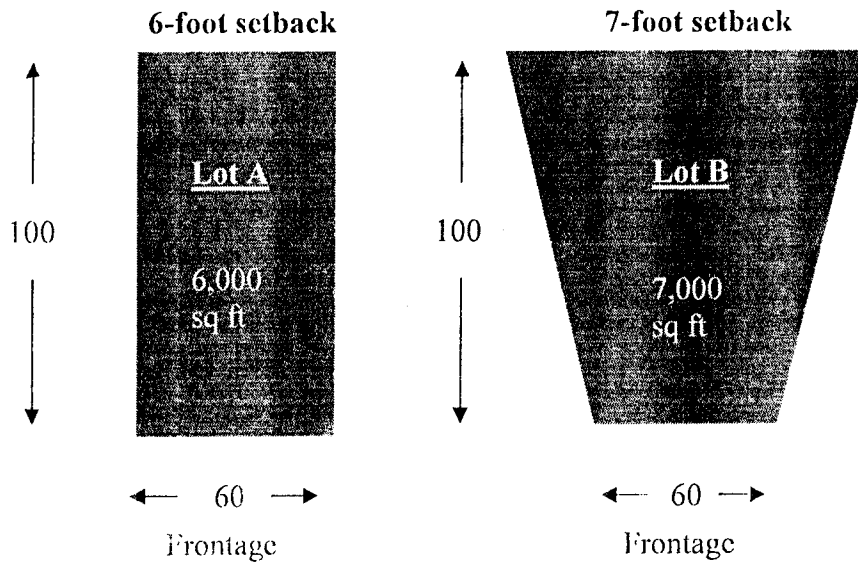 6-foot setback
100
Lot A
6,000
sq ft
60
Frontage
7-foot setback
100
Lot B
7,000
sq ft
60
Frontage